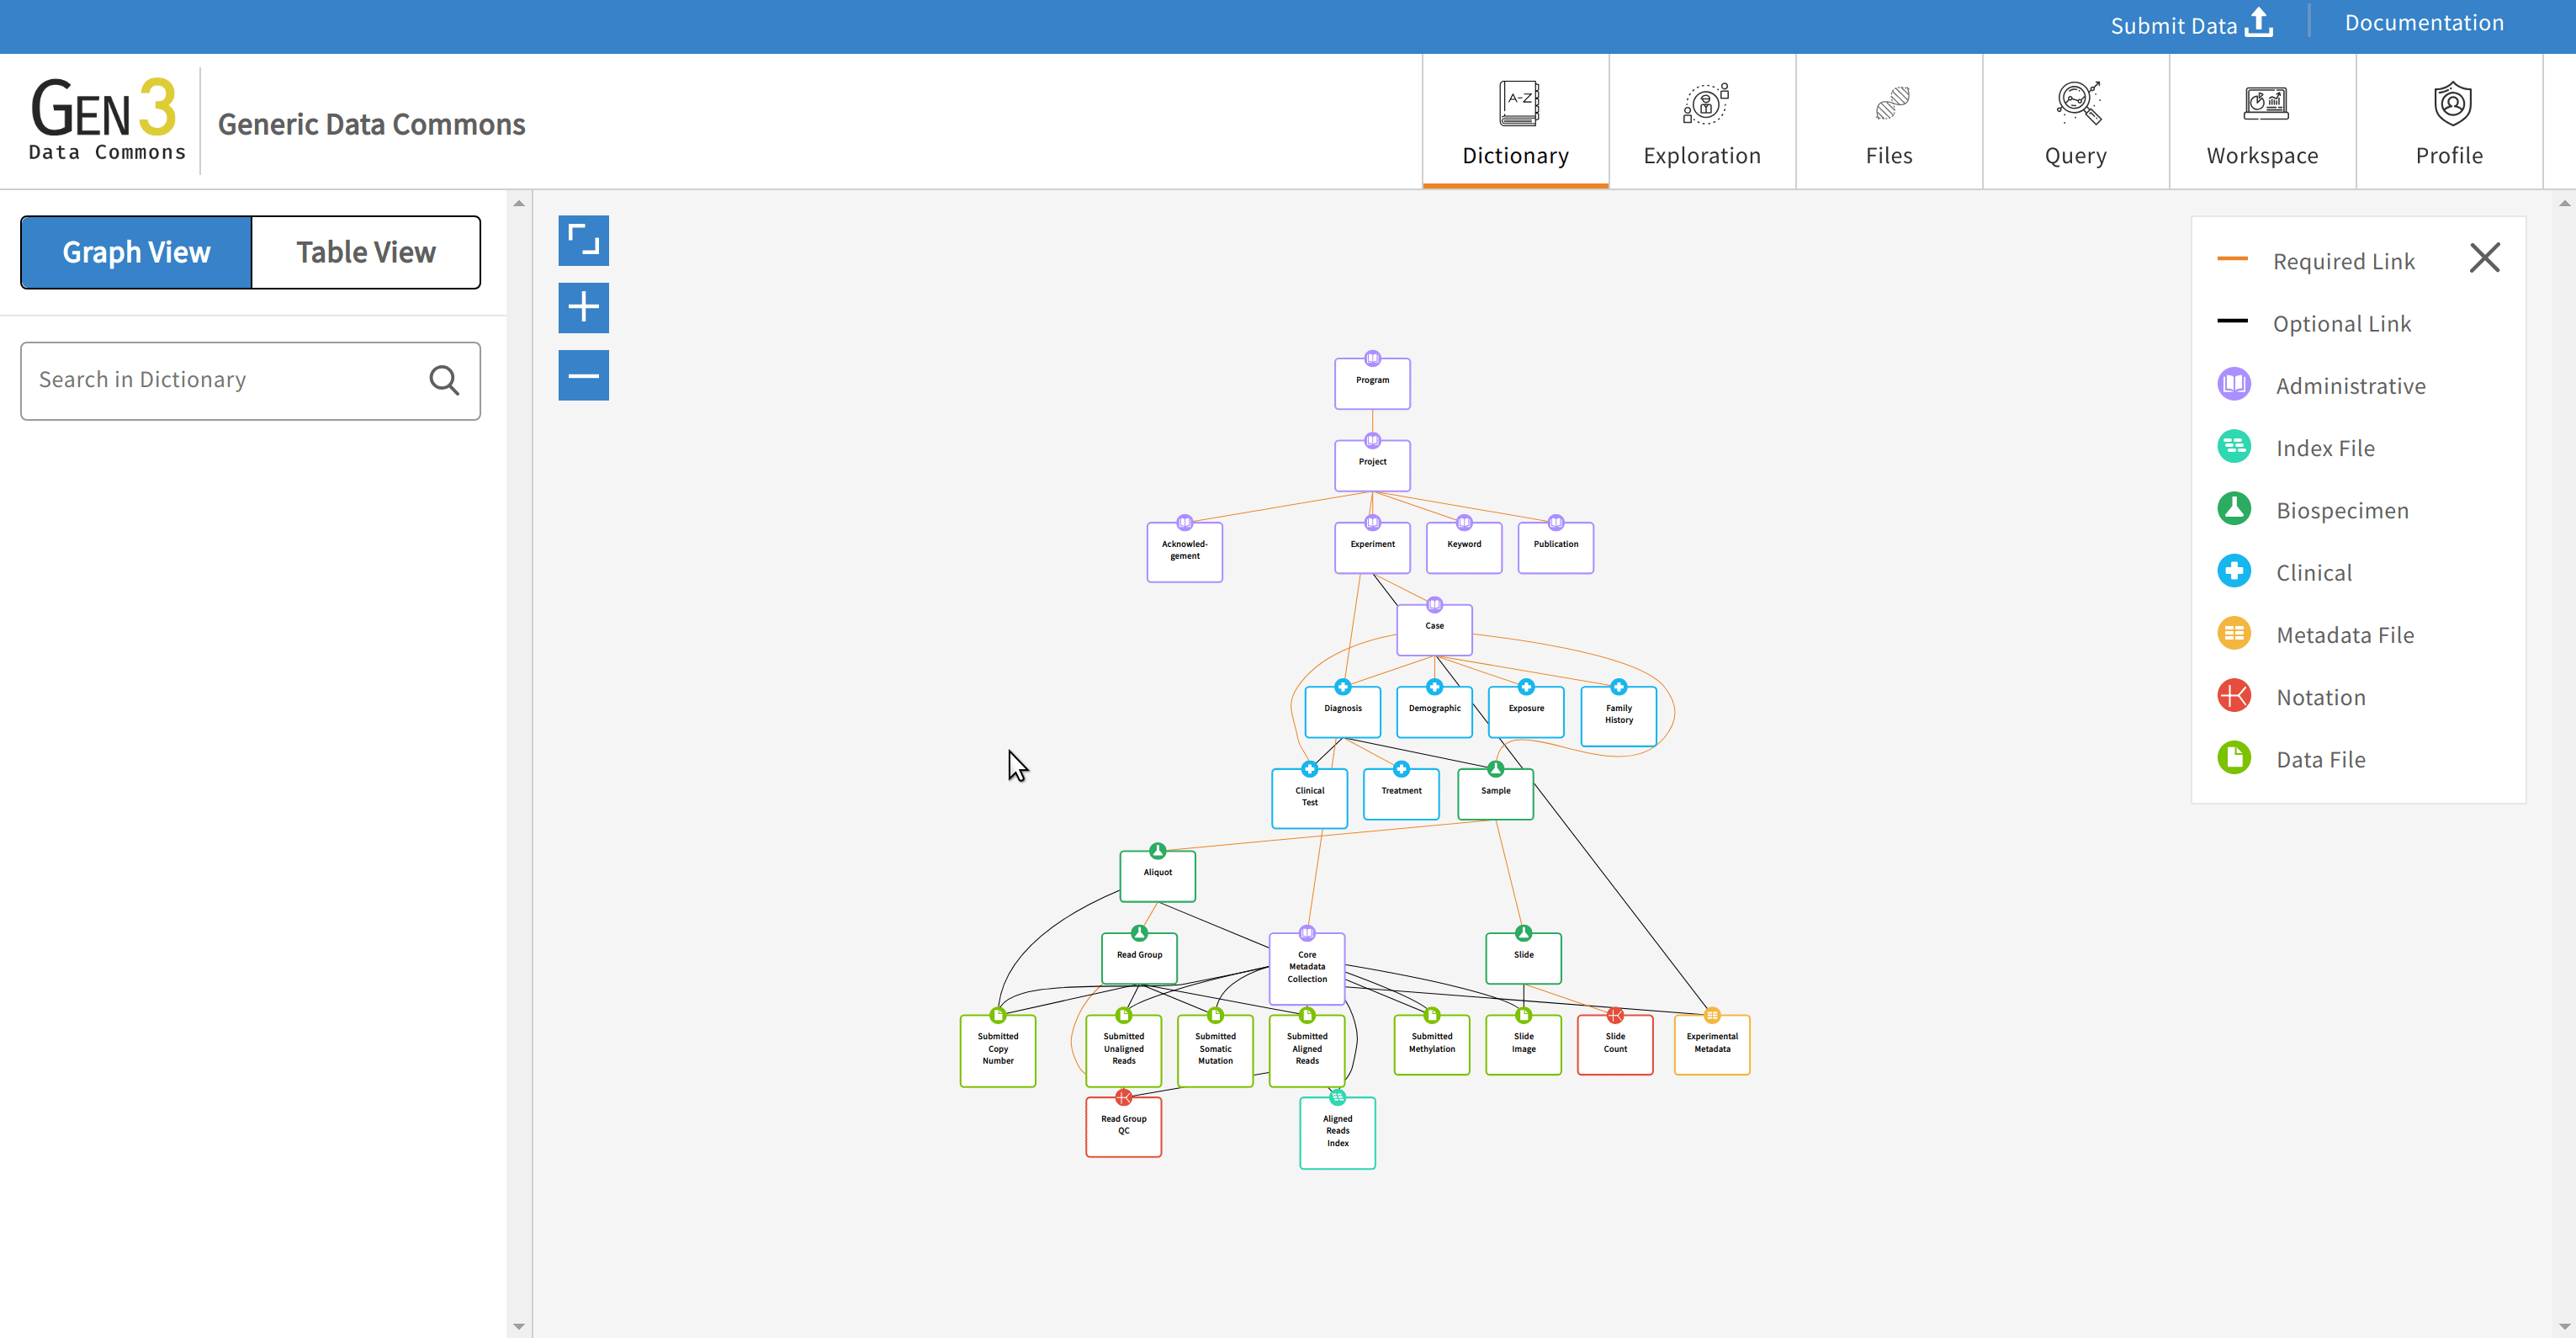 Submit Data
Documentation
GEN3
Data Commons
Generic Data Commons
A-Z
Dictionary
Exploration
Files
Query
Workspace
Profile
Graph View
Table View
Search in Dictionary
Required Link
Optional Link
Administrative
Index File
Biospecimen
Clinical
Metadata File
Notation
Data File
Program
Project
Acknowled-
gement
Experiment
Keyword
Publication
Case
Diagnosis
Demographic
Exposure
Family
History
Clinical
Test
Treatment
Sample
Aliquot
Read Group
Core
Metadata
Collection
Slide
Submitted
Copy
Number
Submitted
Unaligned
Reads
Submitted
Somatic
Mutation
Submitted
Aligned
Reads
Submitted
Methylation
Slide
Image
Slide
Count
Experimental
Metadata
Read Group
QC
Aligned
Reads
Index